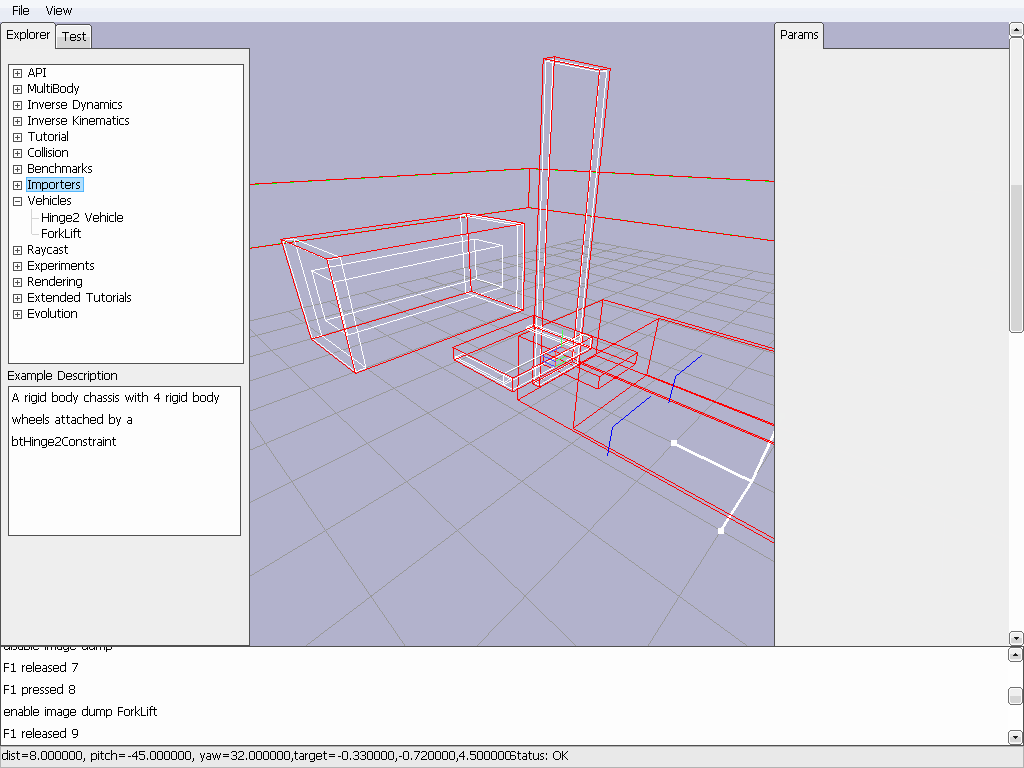 File View
Explorer Test Params
API
MultiBody
Inverse Dynamics
Inverse Kinematics
Tutorial
Collision
Benchmarks
Importers
Vehicles
Hinge2 Vehicle
ForkLift
Raycast
Experiments
Rendering
Extended Tutorials
Evolution
Example Description
A rigid body chassis with 4 rigid body
wheels attached by a
btHinge2Constraint
disable image dump
F1 released 7
F1 pressed 8
enable image dump ForkLift
F1 released 9
dist=8.000000, pitch=-45.000000, yaw=32.000000,target=-0.330000,-0.720000,4.500000Status: OK